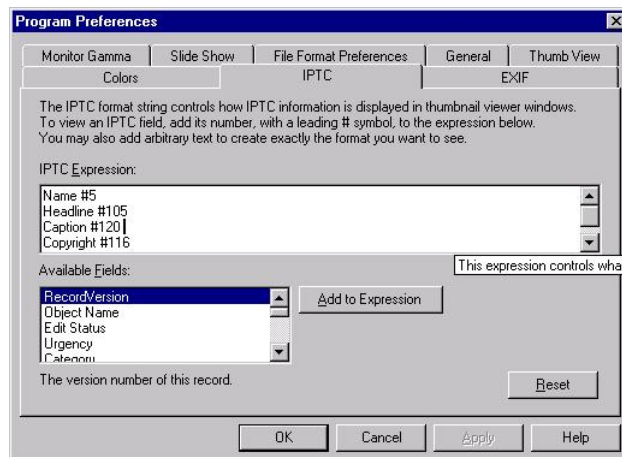 Program Preferences
Monitor Gamma
Slide Show
File Format Preferences
General
Thumb View
Colors
IPTC
EXIF
The IPTC format string controls how IPTC information is displayed in thumbnail viewer windows.
To view an IPTC field, add its number, with a leading # symbol, to the expression below.
You may also add arbitrary text to create exactly the format you want to see.
IPTC Expression:
Name #5
Headline #105
Caption #120
Copyright #116
This expression controls wha
Available Fields:
RecordVersion
Object Name
Edit Status
Urgency
Category
Add to Expression
The version number of this record.
Reset
OK
Cancel
Apply
Help